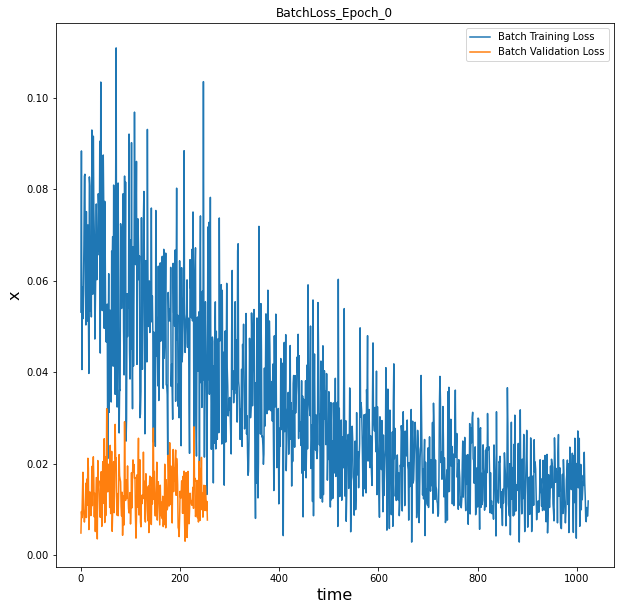 BatchLoss_Epoch_0
Batch Training Loss
Batch Validation Loss
0.10
0.08
0.06
0.04
0.02
0.00
x
0 200 400 600 800 1000
time